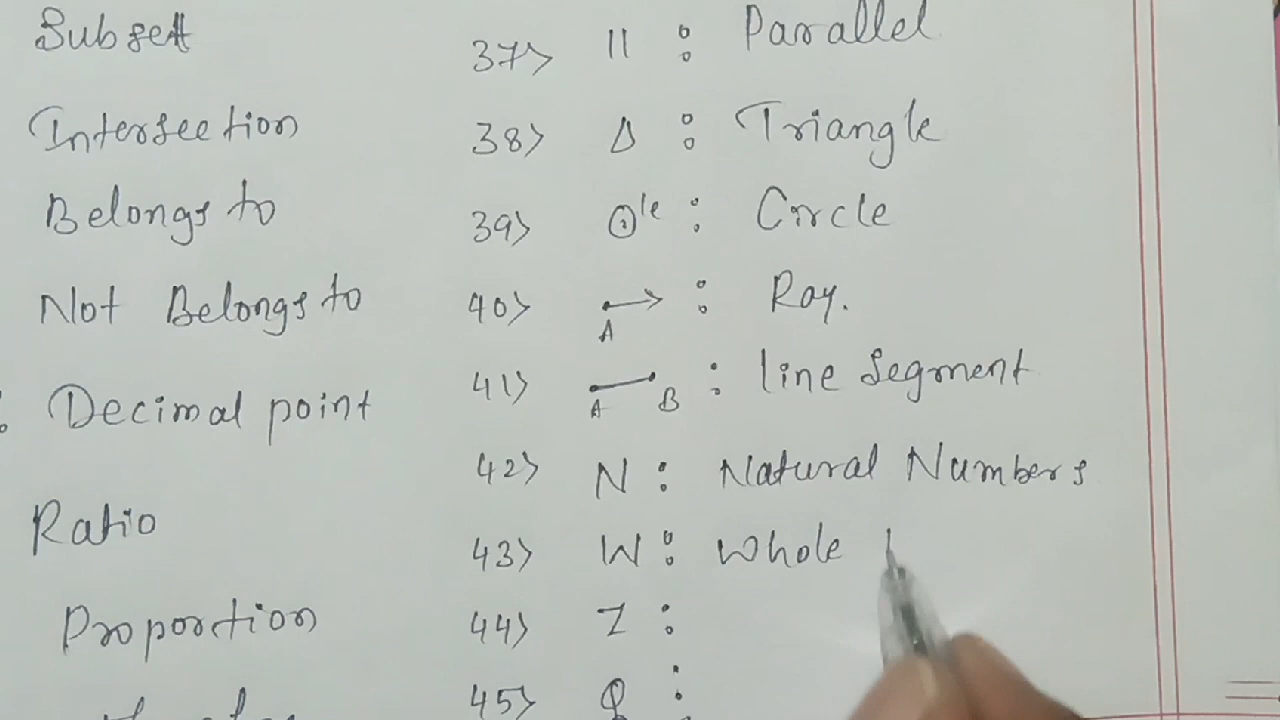 Subset
Intersection
Belongs to
Not Belongs to
: Decimal point
Ratio
Proportion
37> || : Parallel
38> Δ : Triangle
39> ⊙le : Circle
40> A → : Ray.
41> A B : line Segment
42> N : Natural Numbers
43> W : Whole
44> Z :
45> Q :